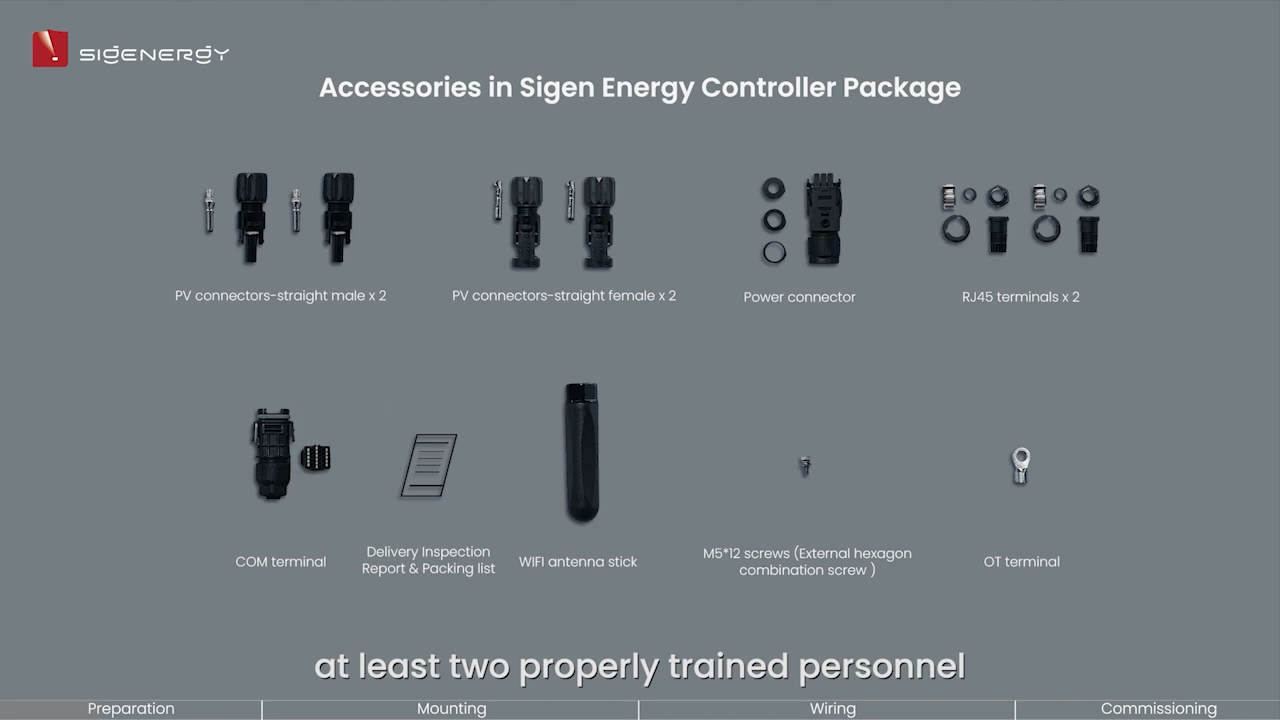 SIGENERGY
Accessories in Sigen Energy Controller Package
PV connectors-straight male x 2
PV connectors-straight female x 2
Power connector
RJ45 terminals x 2
COM terminal
Delivery Inspection
Report & Packing list
WIFI antenna stick
M5*12 screws (External hexagon
combination screw )
OT terminal
at least two properly trained personnel
Preparation
Mounting
Wiring
Commissioning